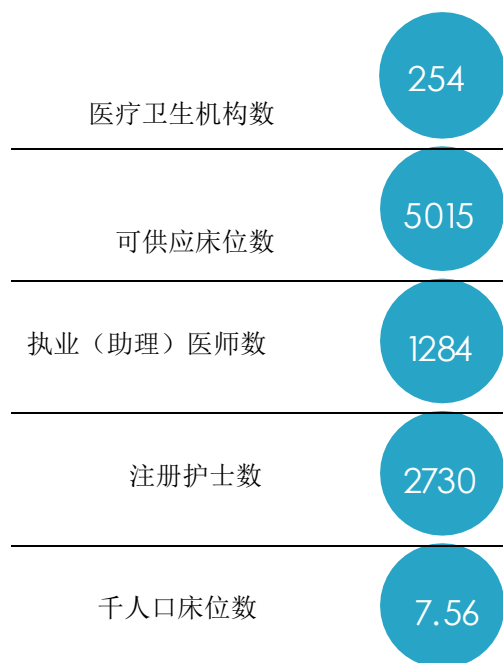 医疗卫生机构数
254
可供应床位数
5015
执业（助理）医师数
1284
注册护士数
2730
千人口床位数
7.56